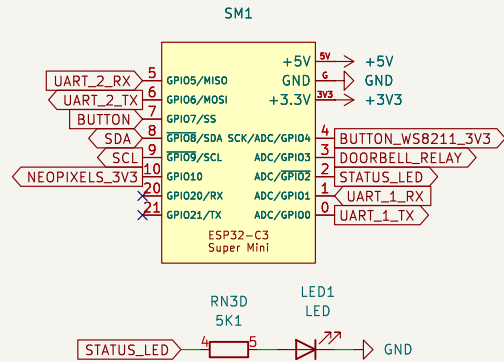 SM1
+5V 5V +5V
UART_2_RX 5 GPIO5/MISO GND G GND
UART_2_TX 6 GPIO6/MOSI +3.3V 3V3 +3V3
BUTTON 7 GPIO7/SS
SDA 8 GPIO8/SDA SCK/ADC/GPIO4 4 BUTTON_WS8211_3V3
SCL 9 GPIO9/SCL ADC/GPIO3 3 DOORBELL_RELAY
NEOPIXELS_3V3 10 GPIO10 ADC/GPIO2 2 STATUS_LED
20 GPIO20/RX ADC/GPIO1 1 UART_1_RX
21 GPIO21/TX ADC/GPIO0 0 UART_1_TX
ESP32-C3
Super Mini
RN3D LED1
5K1 LED
STATUS_LED 4 5 GND